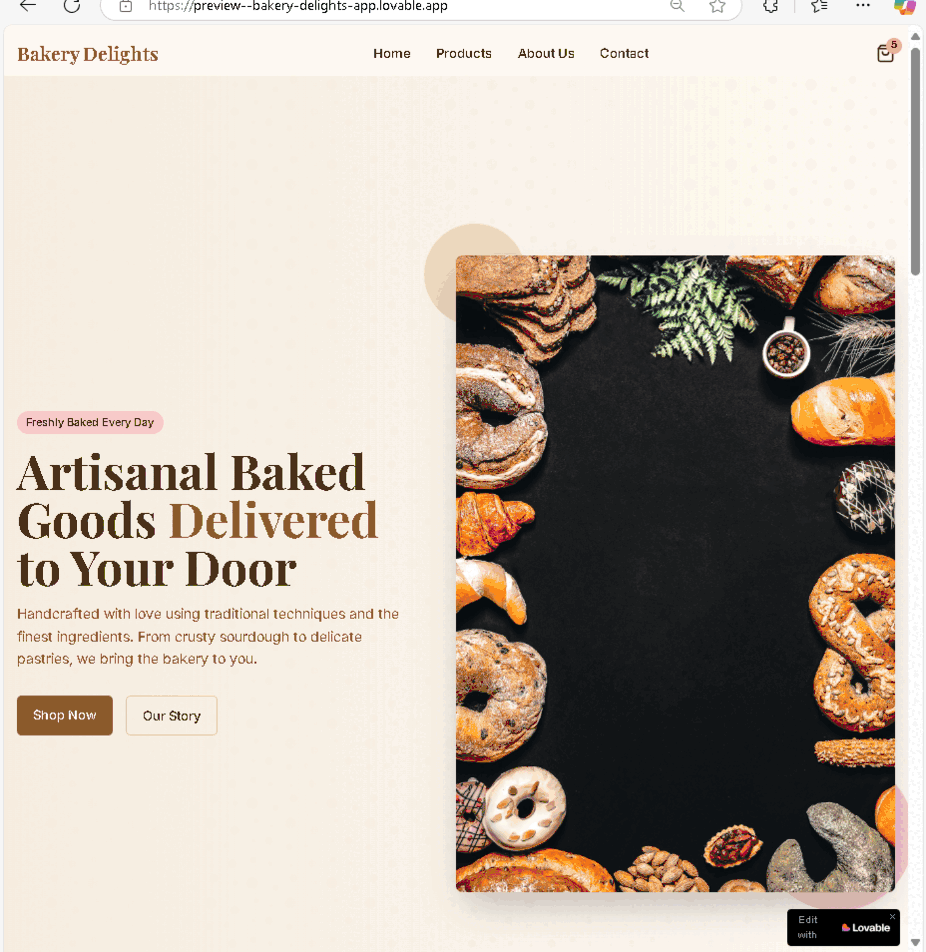 https://preview--bakery-delights-app.lovable.app
Bakery Delights
Home Products About Us Contact
5
Freshly Baked Every Day
Artisanal Baked
Goods Delivered
to Your Door
Handcrafted with love using traditional techniques and the
finest ingredients. From crusty sourdough to delicate
pastries, we bring the bakery to you.
Shop Now Our Story
Edit
with Lovable